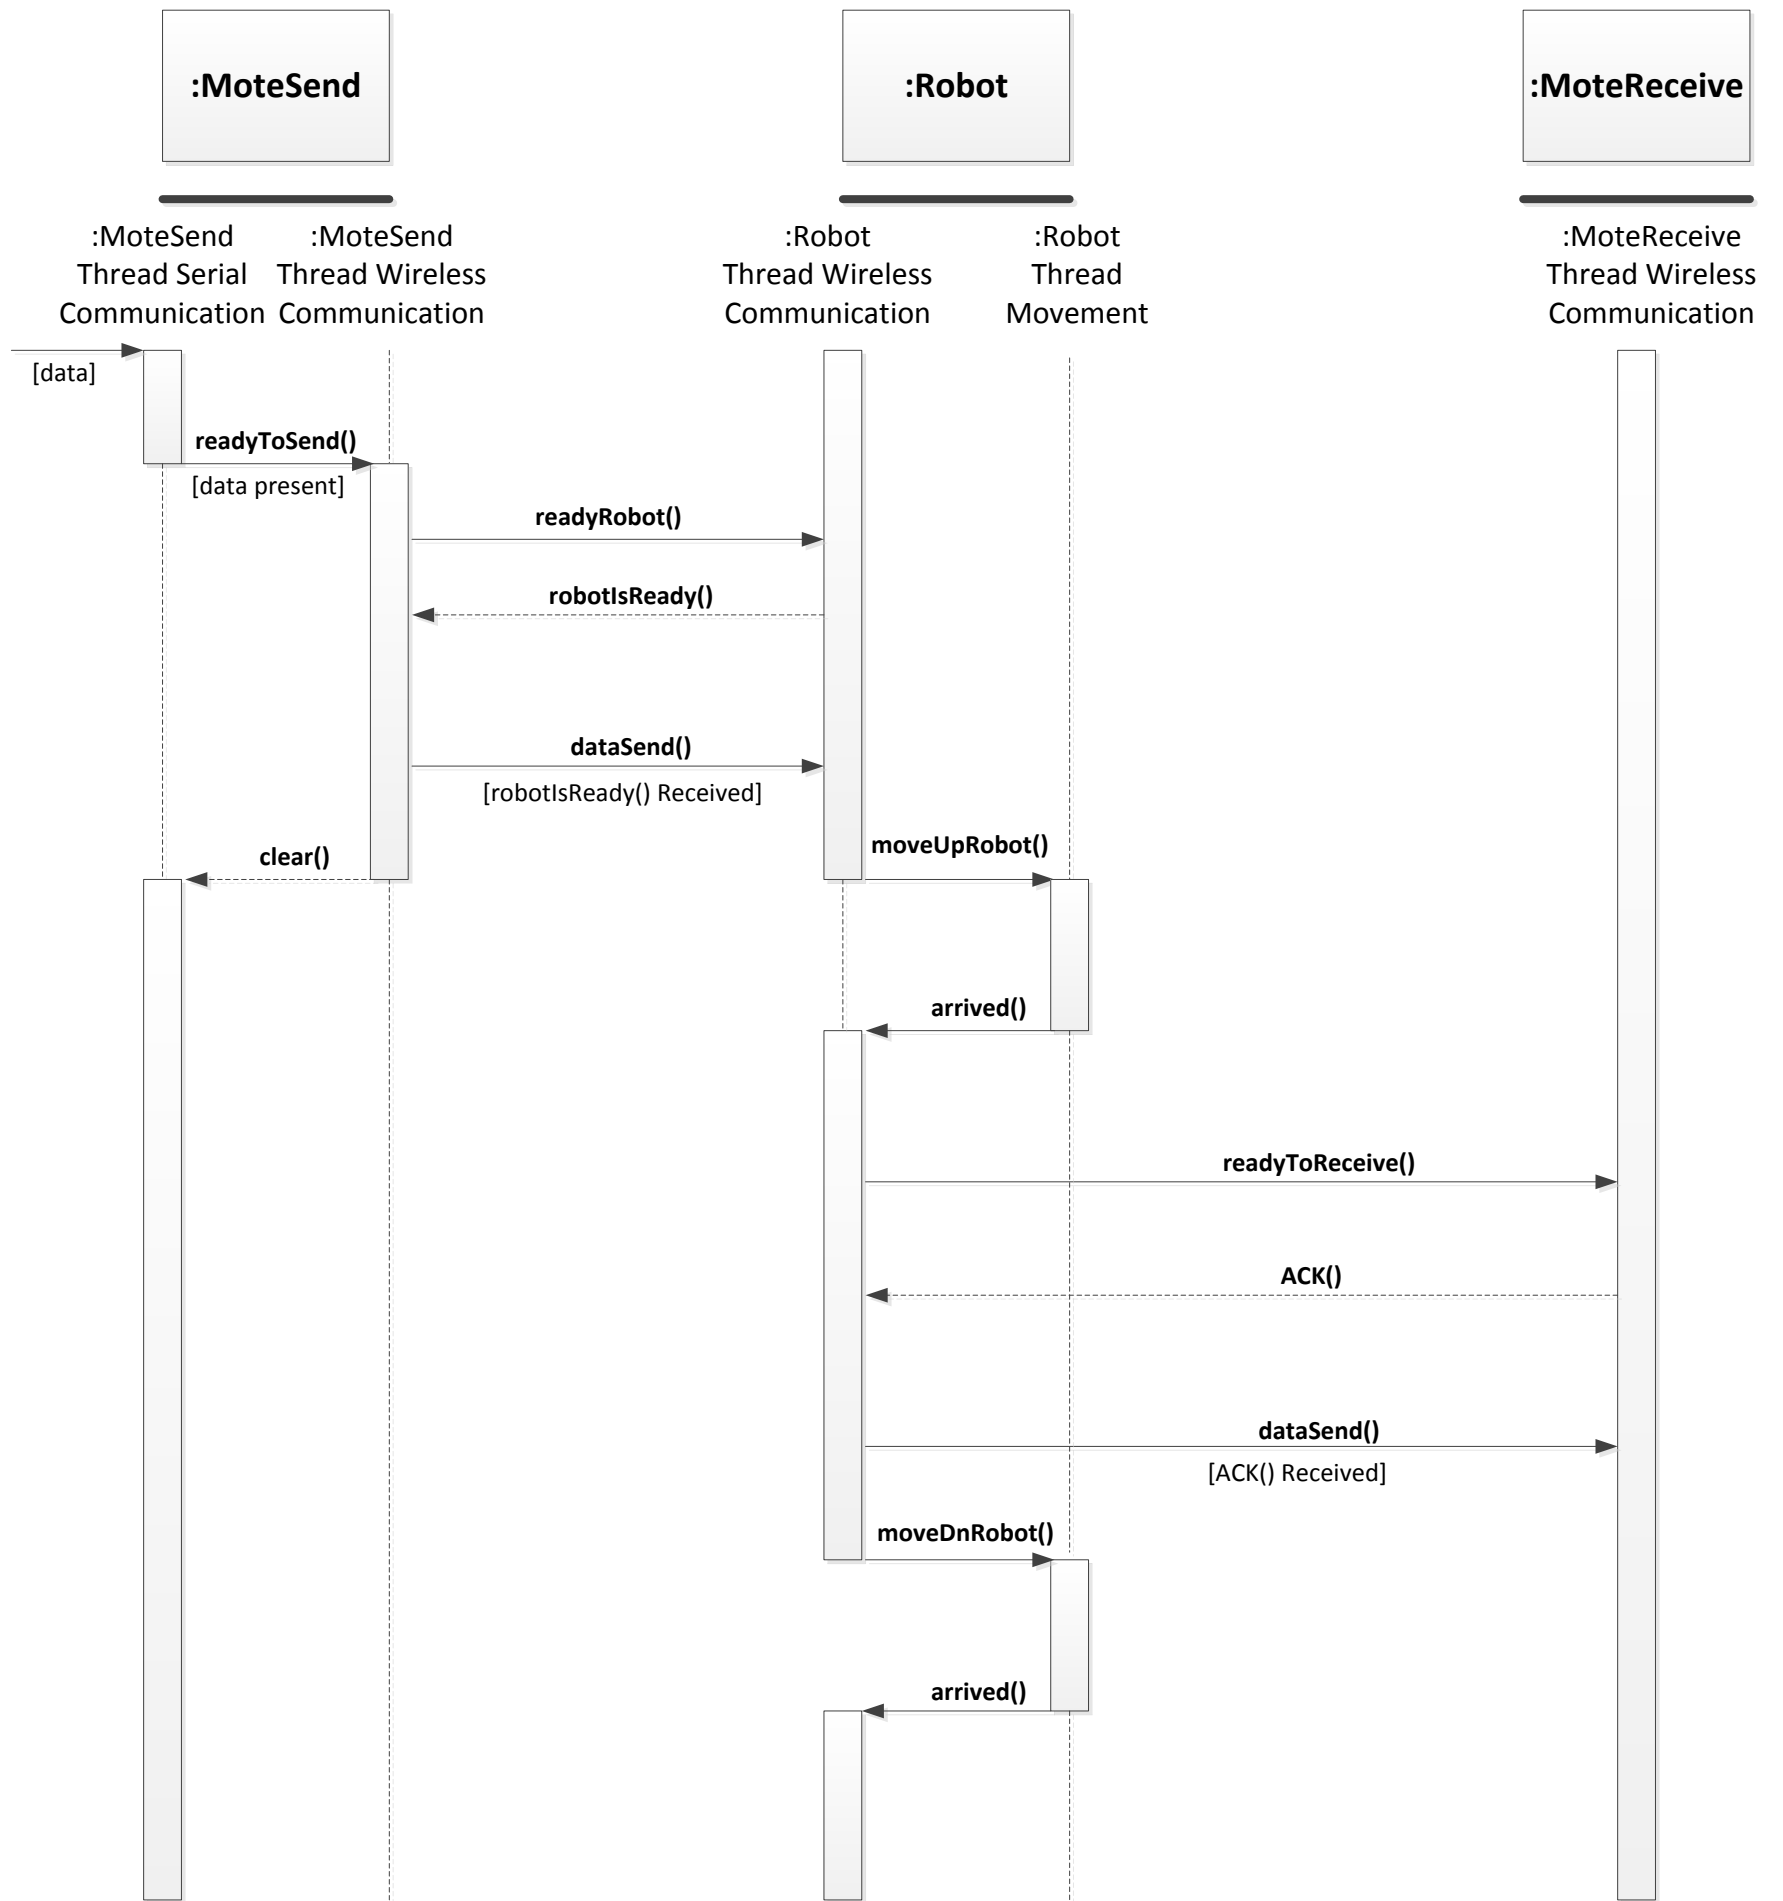 :MoteSend
:Robot
:MoteReceive
:MoteSend
Thread Serial
Communication
:MoteSend
Thread Wireless
Communication
:Robot
Thread Wireless
Communication
:Robot
Thread
Movement
:MoteReceive
Thread Wireless
Communication
[data]
readyToSend()
[data present]
readyRobot()
robotIsReady()
dataSend()
[robotIsReady() Received]
clear()
moveUpRobot()
arrived()
readyToReceive()
ACK()
dataSend()
[ACK() Received]
moveDnRobot()
arrived()